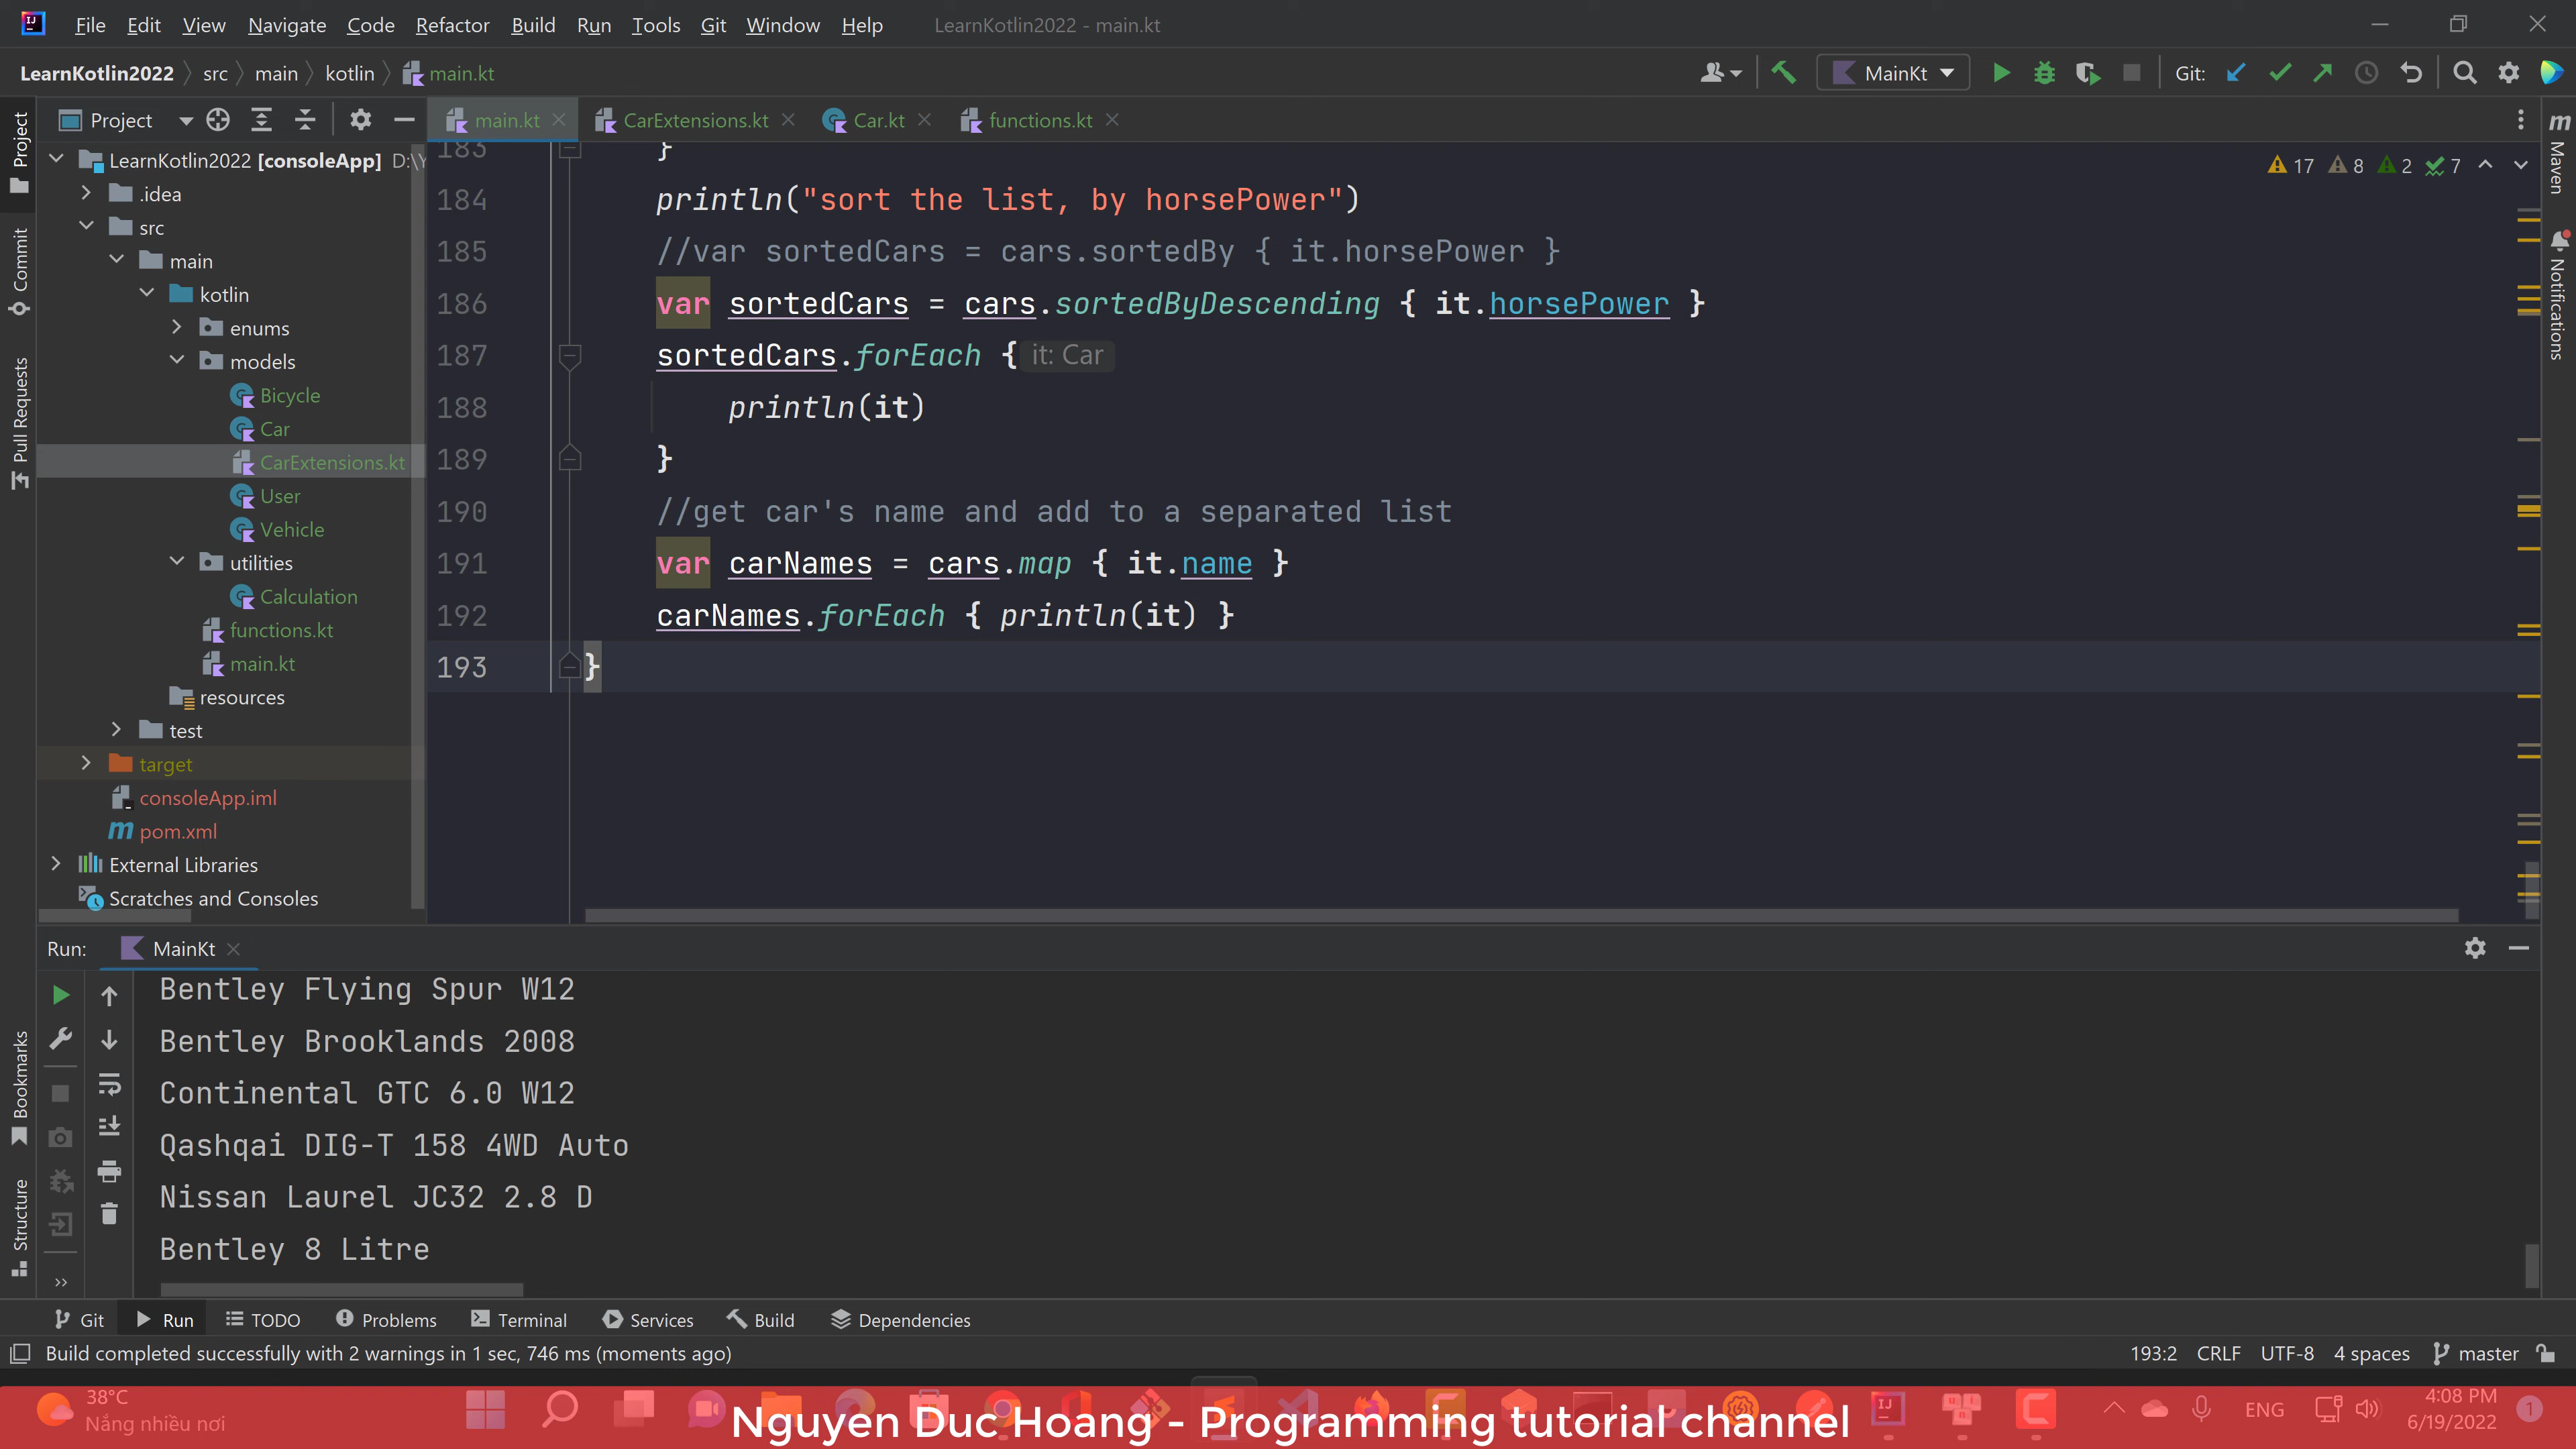 File Edit View Navigate Code Refactor Build Run Tools Git Window Help LearnKotlin2022 - main.kt
LearnKotlin2022 src main kotlin main.kt MainKt Git:
Project main.kt CarExtensions.kt Car.kt functions.kt
Project
Commit
Pull Requests
Bookmarks
Structure
Maven
Notifications
LearnKotlin2022 [consoleApp] D:\Y
.idea
src
main
kotlin
enums
models
Bicycle
Car
CarExtensions.kt
User
Vehicle
utilities
Calculation
functions.kt
main.kt
resources
test
target
consoleApp.iml
pom.xml
External Libraries
Scratches and Consoles
17 8 2 7
183 }
184 println("sort the list, by horsePower")
185 //var sortedCars = cars.sortedBy { it.horsePower }
186 var sortedCars = cars.sortedByDescending { it.horsePower }
187 sortedCars.forEach { it: Car
188 println(it)
189 }
190 //get car's name and add to a separated list
191 var carNames = cars.map { it.name }
192 carNames.forEach { println(it) }
193 }
Run: MainKt
Bentley Flying Spur W12
Bentley Brooklands 2008
Continental GTC 6.0 W12
Qashqai DIG-T 158 4WD Auto
Nissan Laurel JC32 2.8 D
Bentley 8 Litre
Git Run TODO Problems Terminal Services Build Dependencies
Build completed successfully with 2 warnings in 1 sec, 746 ms (moments ago) 193:2 CRLF UTF-8 4 spaces master
38°C
Nắng nhiều nơi
Nguyen Duc Hoang - Programming tutorial channel
ENG
4:08 PM
6/19/2022
1